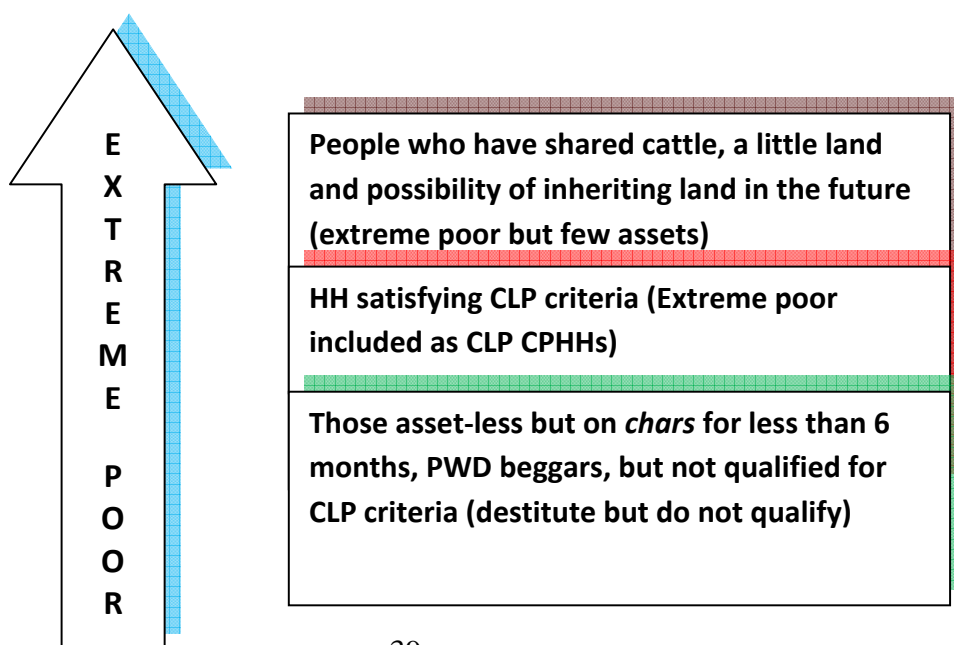 E
X
T
R
E
M
E
P
O
O
R
People who have shared cattle, a little land
and possibility of inheriting land in the future
(extreme poor but few assets)
HH satisfying CLP criteria (Extreme poor
included as CLP CPHHs)
Those asset-less but on chars for less than 6
months, PWD beggars, but not qualified for
CLP criteria (destitute but do not qualify)